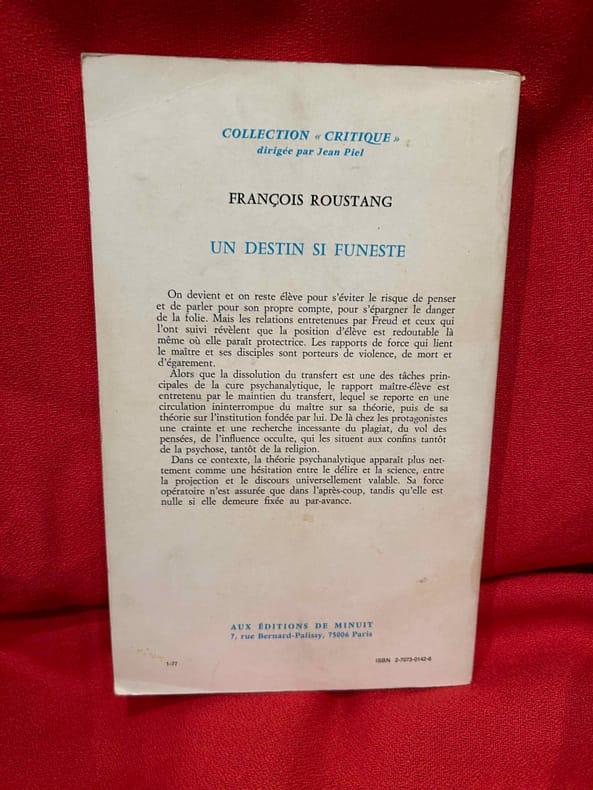 COLLECTION « CRITIQUE »
dirigée par Jean Piel
FRANÇOIS ROUSTANG
UN DESTIN SI FUNESTE
On devient et on reste élève pour s'éviter le risque de penser
et de parler pour son propre compte, pour s'épargner le danger
de la folie. Mais les relations entretenues par Freud et ceux qui
l'ont suivi révèlent que la position d'élève est redoutable là
même où elle paraît protectrice. Les rapports de force qui lient
le maître et ses disciples sont porteurs de violence, de mort et
d'égarement.
Alors que la dissolution du transfert est une des tâches prin-
cipales de la cure psychanalytique, le rapport maître-élève est
entretenu par le maintien du transfert, lequel se reporte en une
circulation ininterrompue du maître sur sa théorie, puis de sa
théorie sur l'institution fondée par lui. De là chez les protagonistes
une crainte et une recherche incessante du plagiat, du vol des
pensées, de l'influence occulte, qui les situent aux confins tantôt
de la psychose, tantôt de la religion.
Dans ce contexte, la théorie psychanalytique apparaît plus net-
tement comme une hésitation entre le délire et la science, entre
la projection et le discours universellement valable. Sa force
opératoire n'est assurée que dans l'après-coup, tandis qu'elle est
nulle si elle demeure fixée au par-avance.
AUX ÉDITIONS DE MINUIT
7, rue Bernard-Palissy, 75006 Paris
1-77
ISBN 2-7073-0142-6